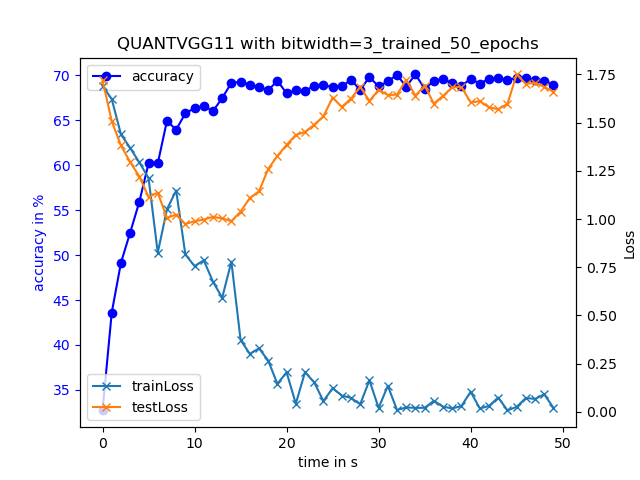 QUANTVGG11 with bitwidth=3_trained_50_epochs
accuracy
trainLoss
testLoss
accuracy in %
70
65
60
55
50
45
40
35
Loss
1.75
1.50
1.25
1.00
0.75
0.50
0.25
0.00
0 10 20 30 40 50
time in s